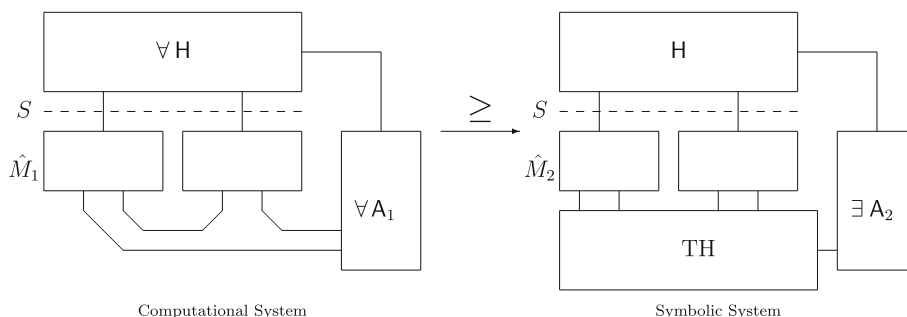 ∀ H
H
S
≥
S
M̂₁
M̂₂
∀ A₁
∃ A₂
TH
Computational System
Symbolic System